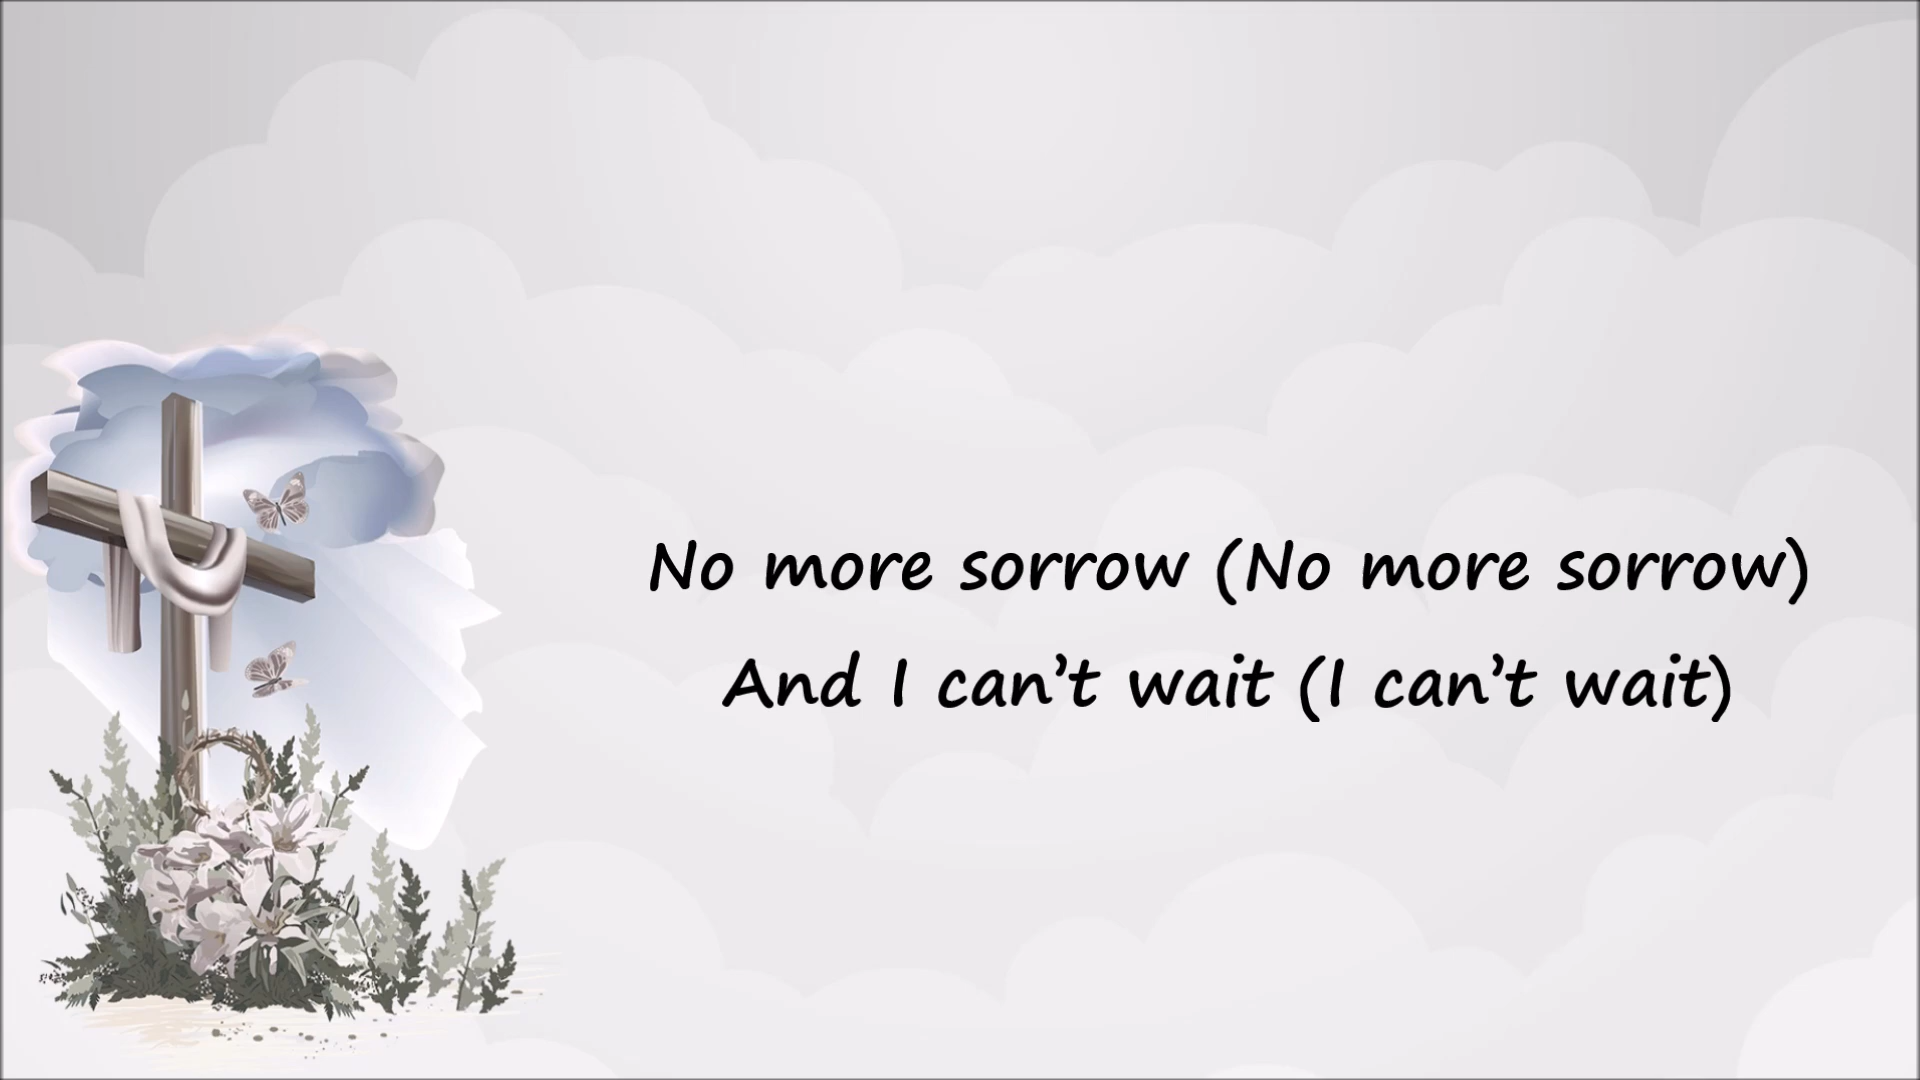 No more sorrow (No more sorrow)
And I can’t wait (I can’t wait)